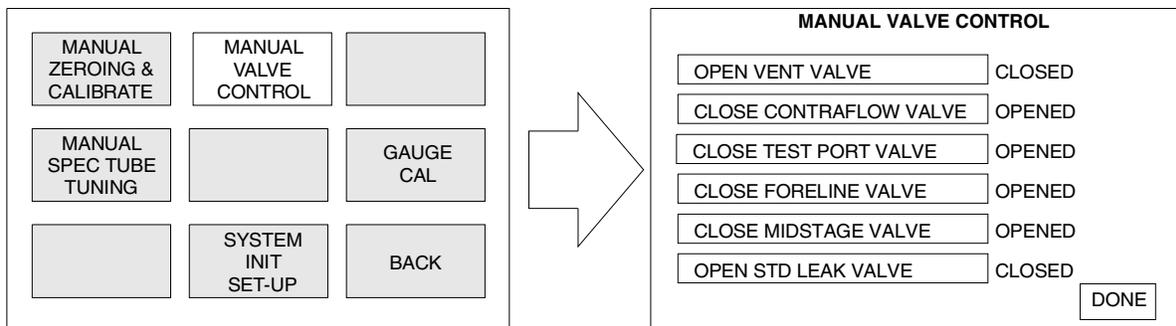 MANUAL
ZEROING &
CALIBRATE
MANUAL
VALVE
CONTROL
MANUAL
SPEC TUBE
TUNING
GAUGE
CAL
SYSTEM
INIT
SET-UP
BACK
MANUAL VALVE CONTROL
OPEN VENT VALVE CLOSED
CLOSE CONTRAFLOW VALVE OPENED
CLOSE TEST PORT VALVE OPENED
CLOSE FORELINE VALVE OPENED
CLOSE MIDSTAGE VALVE OPENED
OPEN STD LEAK VALVE CLOSED
DONE